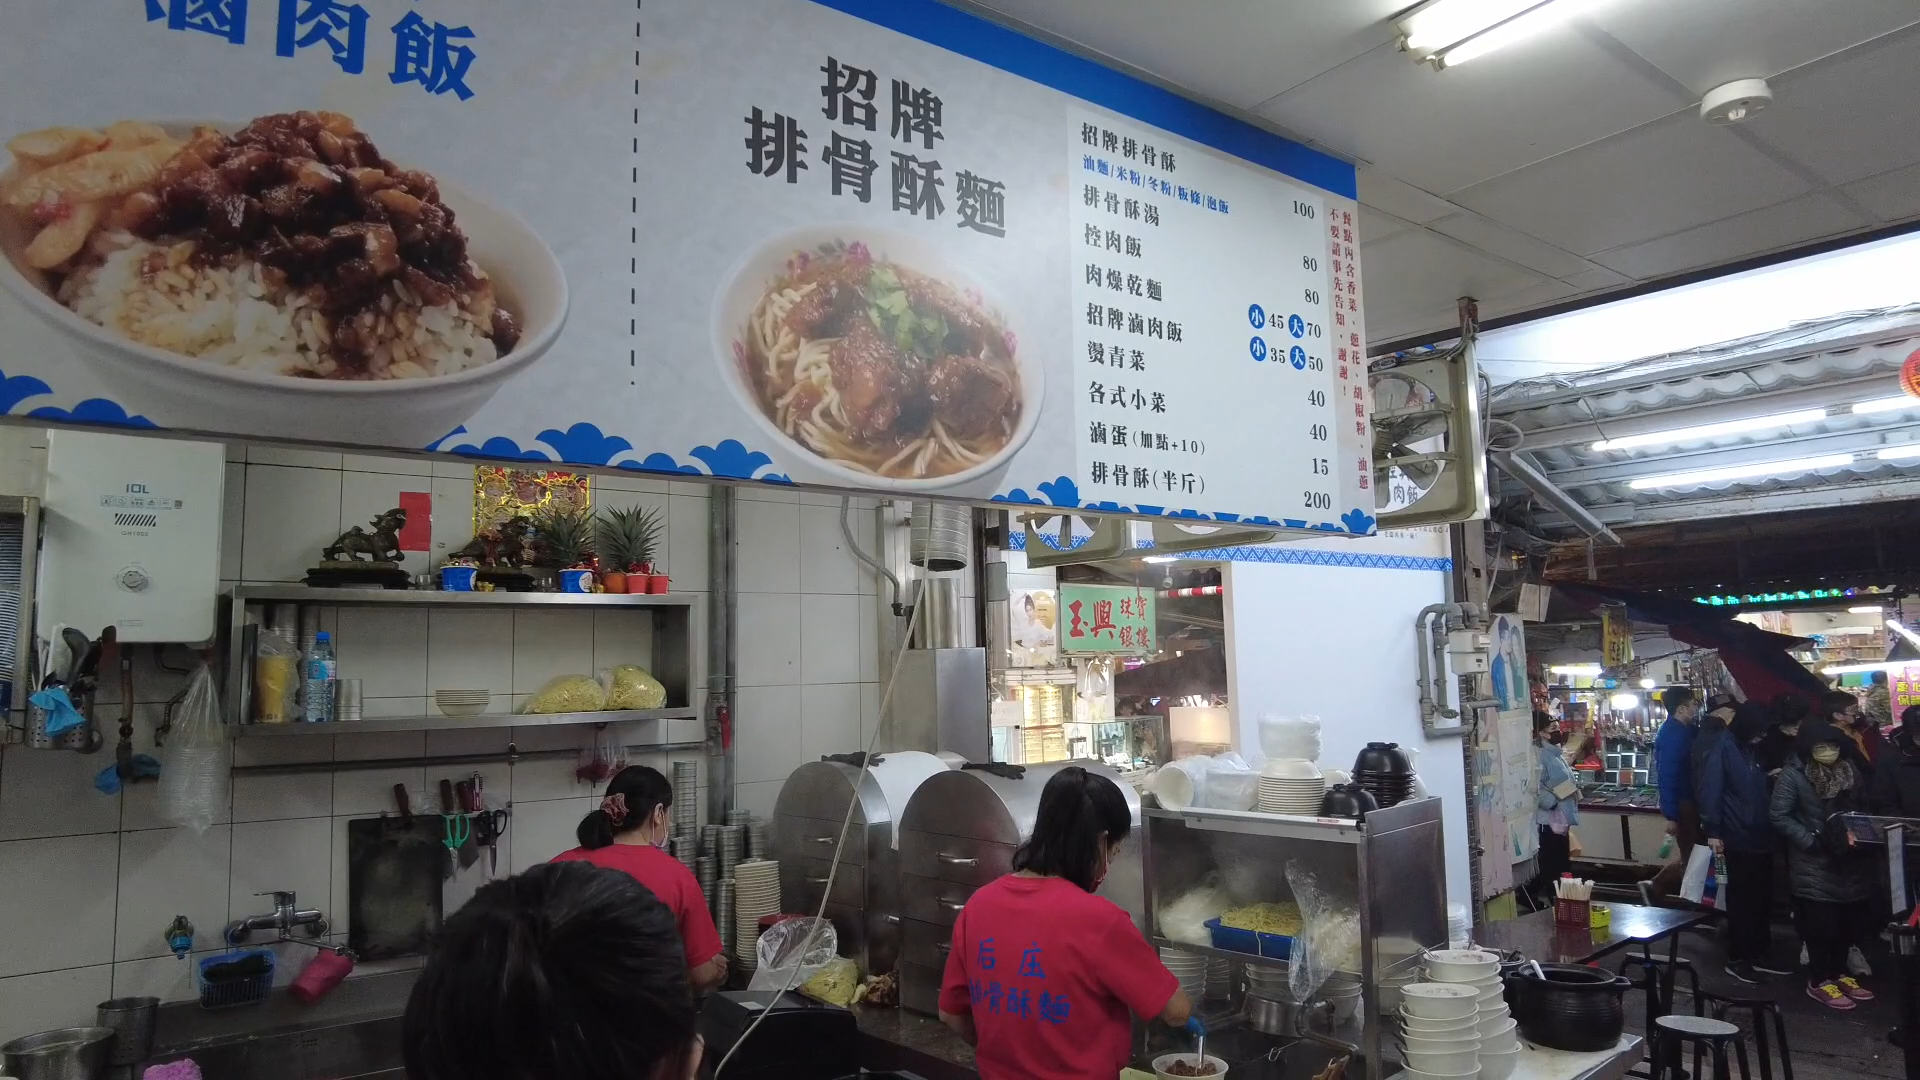 滷肉飯
招牌
排骨酥麵
招牌排骨酥
油麵/米粉/冬粉/粄條/泡飯 100
排骨酥湯 80
控肉飯 80
肉燥乾麵 小45 大70
招牌滷肉飯 小35 大50
燙青菜 40
各式小菜 40
滷蛋(加點+10) 15
排骨酥(半斤) 200
餐點內含香菜、蔥花、胡椒粉、油蔥
不要請事先告知，謝謝！
肉飯
玉興 珠寶
銀樓
后庄
排骨酥麵